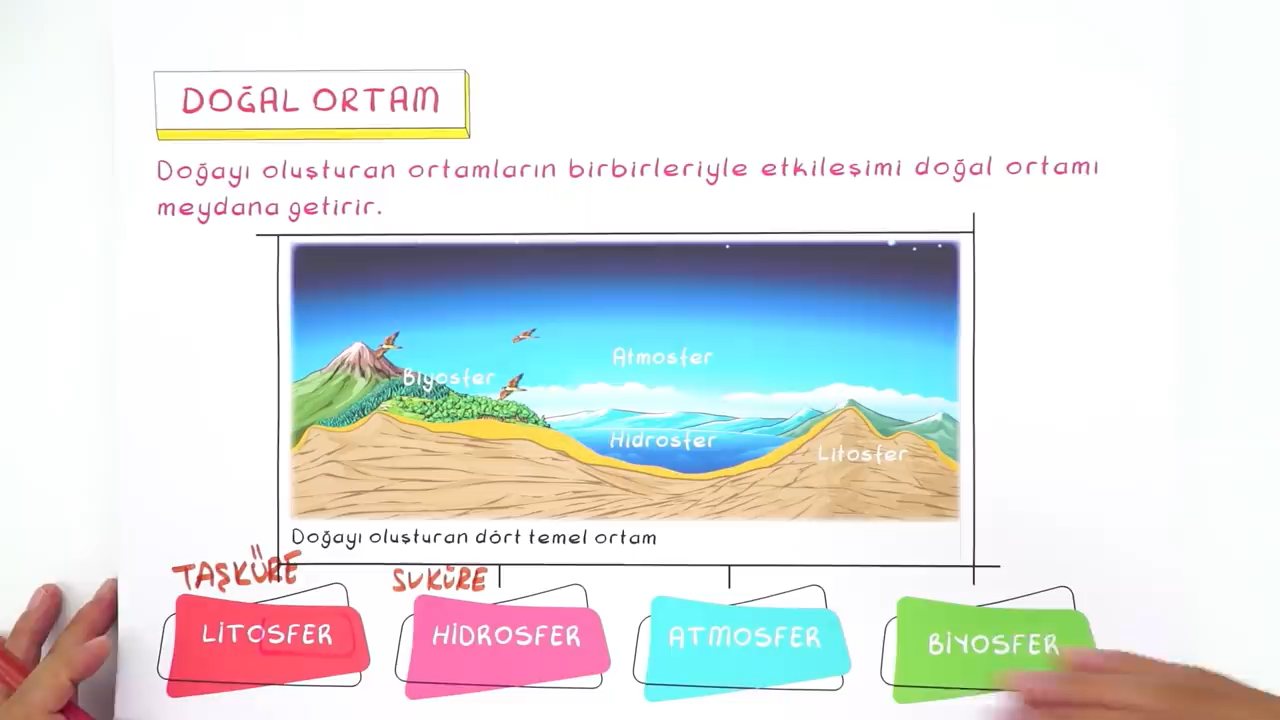 DOĞAL ORTAM
Doğayı oluşturan ortamların birbirleriyle etkileşimi doğal ortamı
meydana getirir.
Atmosfer
Biyosfer
Hidrosfer
Litosfer
Doğayı oluşturan dört temel ortam
TAŞKÜRE
SUKÜRE
LİTOSFER
HİDROSFER
ATMOSFER
BİYOSFER